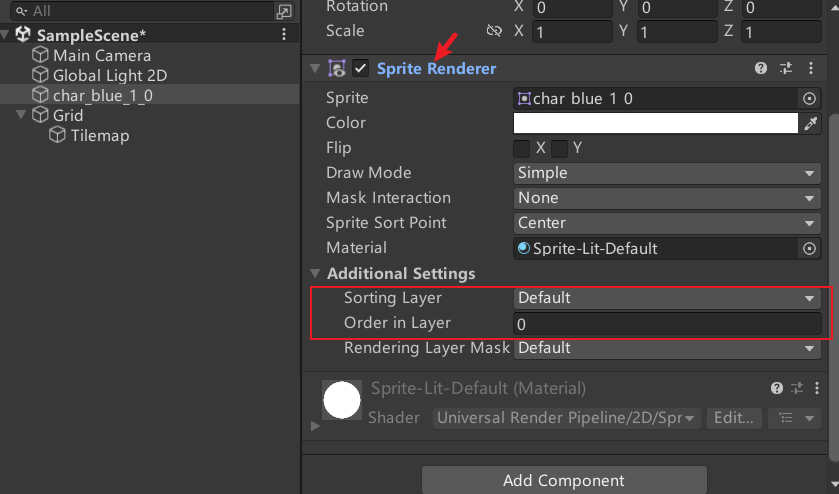 All
SampleScene*
Main Camera
Global Light 2D
char_blue_1_0
Grid
Tilemap
Rotation X 0 Y 0 Z 0
Scale X 1 Y 1 Z 1
Sprite Renderer
Sprite char blue 1 0
Color
Flip X Y
Draw Mode Simple
Mask Interaction None
Sprite Sort Point Center
Material Sprite-Lit-Default
Additional Settings
Sorting Layer Default
Order in Layer 0
Rendering Layer Mask Default
Sprite-Lit-Default (Material)
Shader Universal Render Pipeline/2D/Spr Edit...
Add Component